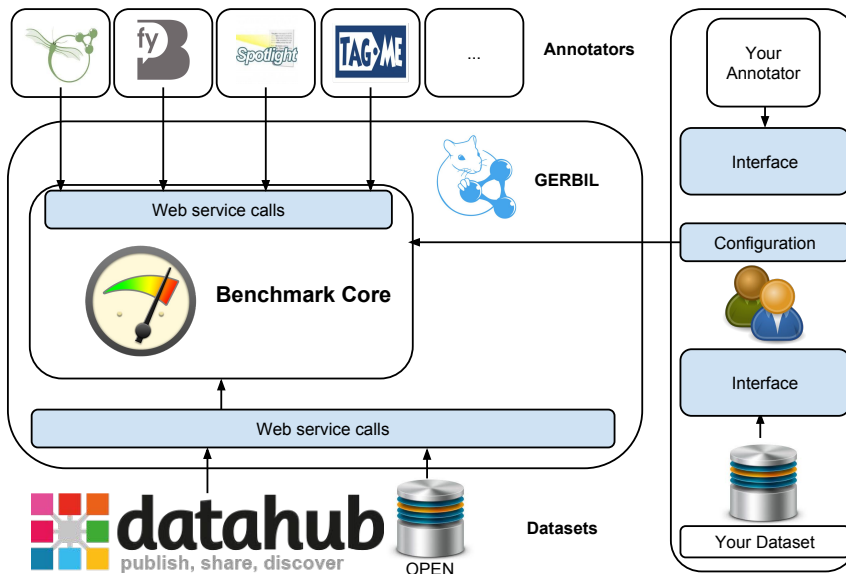 fy
B
Spotlight
TAG ME
...
Annotators
Your
Annotator
Interface
GERBIL
Web service calls
Configuration
Benchmark Core
Interface
Web service calls
datahub
publish, share, discover
OPEN
Datasets
Your Dataset